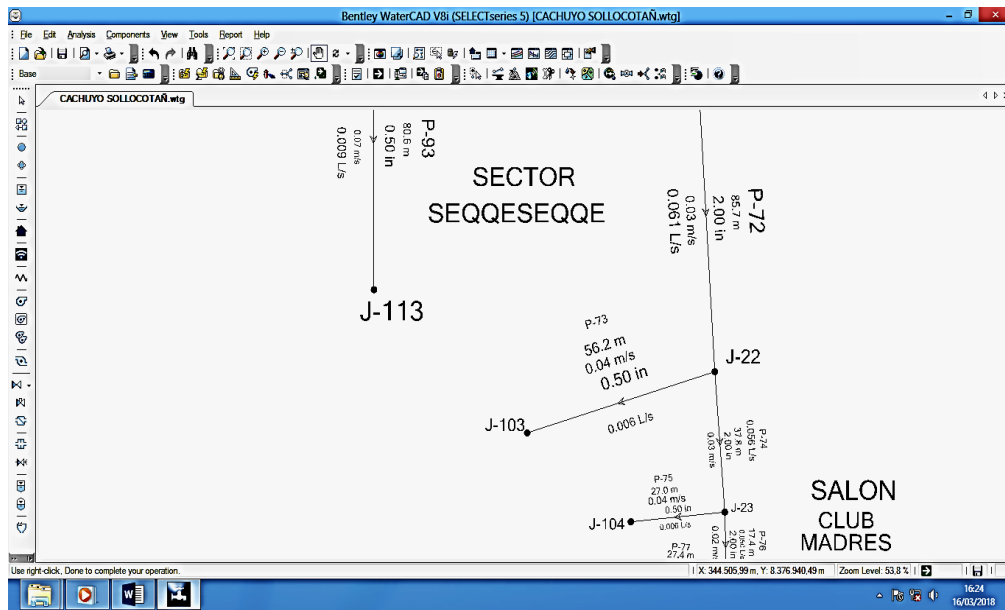 Bentley WaterCAD V8i (SELECTseries 5) [CACHUYO SOLLOCOTAÑ.wtg]
File Edit Analysis Components View Tools Report Help
Base
CACHUYO SOLLOCOTAÑ.wtg
P-93
80.6 m
0.50 in
0.07 m/s
0.009 L/s
SECTOR
SEQQESEQQE
P-72
85.7 m
2.00 in
0.03 m/s
0.061 L/s
J-113
P-73
56.2 m
0.04 m/s
0.50 in
0.006 L/s
J-22
J-103
P-74
0.056 L/s
37.8 m
2.00 in
0.03 m/s
P-75
27.0 m
0.04 m/s
0.50 in
0.006 L/s
J-23
J-104
SALON
CLUB
MADRES
P-76
17.4 m
2.00 in
P-77
27.4 m
Use right-click, Done to complete your operation.
X: 344.505,99 m, Y: 8.376.940,49 m
Zoom Level: 53,8 %
16:24
16/03/2018